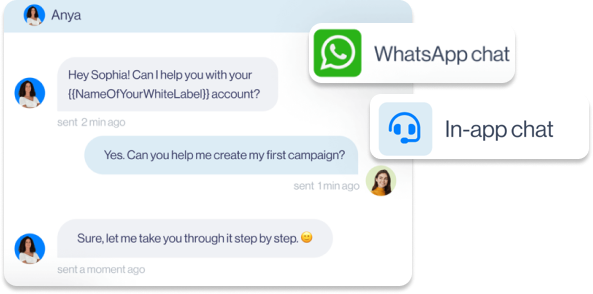 Anya
WhatsApp chat
Hey Sophia! Can I help you with your
{{NameOfYourWhiteLabel}} account?
sent 2 min ago
In-app chat
Yes. Can you help me create my first campaign?
sent 1 min ago
Sure, let me take you through it step by step. 🙂
sent a moment ago